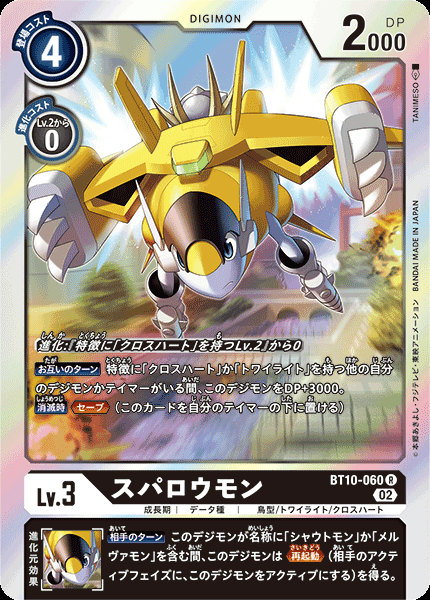 登場コスト
4
DIGIMON
DP
2000
進化コスト
Lv.2から
0
TANIMESO
©本郷あきよし・フジテレビ・東映アニメーション BANDAI MADE IN JAPAN
進化:『特徴に「クロスハート」を持つLv.2』から0
お互いのターン 特徴に「クロスハート」か「トワイライト」を持つ他の自分
のデジモンかテイマーがいる間、このデジモンをDP+3000。
消滅時 セーブ (このカードを自分のテイマーの下に置ける)
BT10-060 R
02
Lv.3
スパロウモン
成長期 | データ種 | 鳥型/トワイライト/クロスハート
進化元効果
相手のターン このデジモンが名称に「シャウトモン」か「メル
ヴァモン」を含む間、このデジモンは 再起動 (相手のアクテ
ィブフェイズに、このデジモンをアクティブにする)を得る。